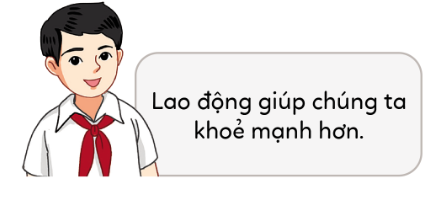 Lao động giúp chúng ta
khoẻ mạnh hơn.